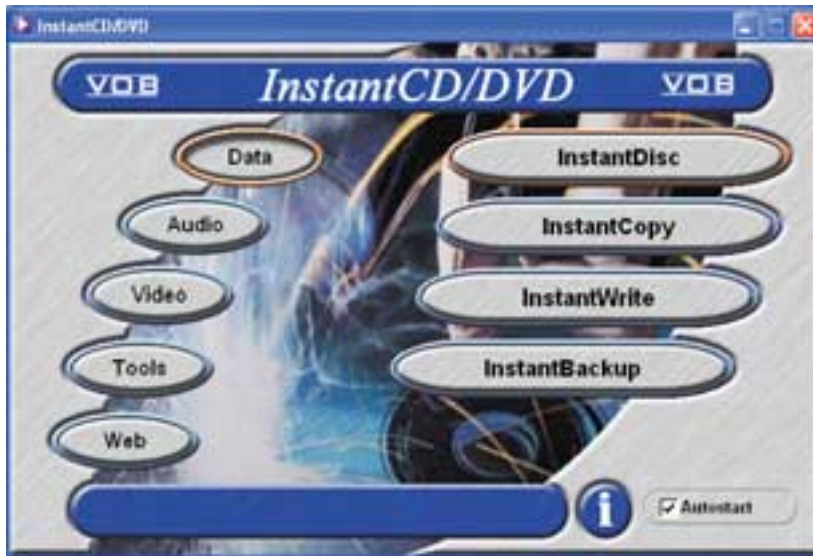 InstantCD/DVD
VOB InstantCD/DVD VOB
Data
Audio
Video
Tools
Web
InstantDisc
InstantCopy
InstantWrite
InstantBackup
i
Autostart